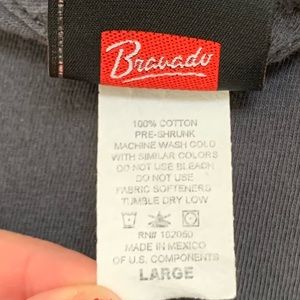 Bravado
100% COTTON
PRE-SHRUNK
MACHINE WASH COLD
WITH SIMILAR COLORS
DO NOT USE BLEACH
DO NOT USE
FABRIC SOFTENERS
TUMBLE DRY LOW
RN# 102050
MADE IN MEXICO
OF U.S. COMPONENTS
LARGE